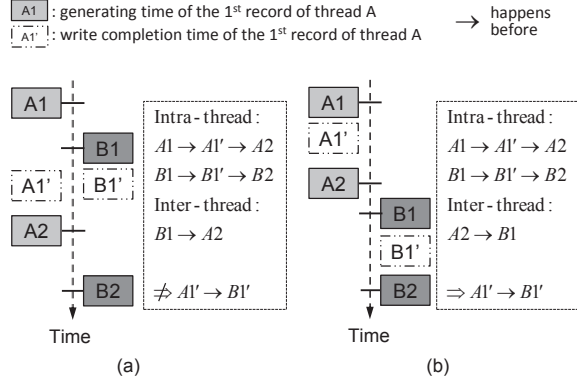 A1 : generating time of the 1st record of thread A
A1' : write completion time of the 1st record of thread A
→ happens before
A1
B1
A1'
B1'
A2
B2
Time
Intra-thread :
A1 → A1' → A2
B1 → B1' → B2
Inter-thread :
B1 → A2
⇏ A1' → B1'
(a)
A1
A1'
A2
B1
B1'
B2
Time
Intra-thread :
A1 → A1' → A2
B1 → B1' → B2
Inter-thread :
A2 → B1
⇒ A1' → B1'
(b)